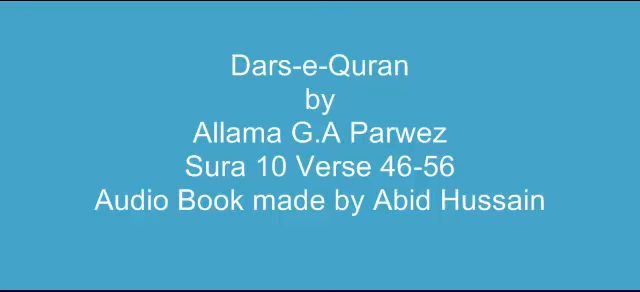 Dars-e-Quran
by
Allama G.A Parwez
Sura 10 Verse 46-56
Audio Book made by Abid Hussain